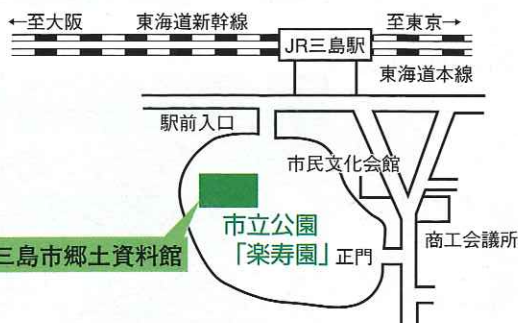 ←至大阪
東海道新幹線
至東京→
JR三島駅
東海道本線
駅前入口
市民文化会館
市立公園
「楽寿園」
正門
商工会議所
三島市郷土資料館